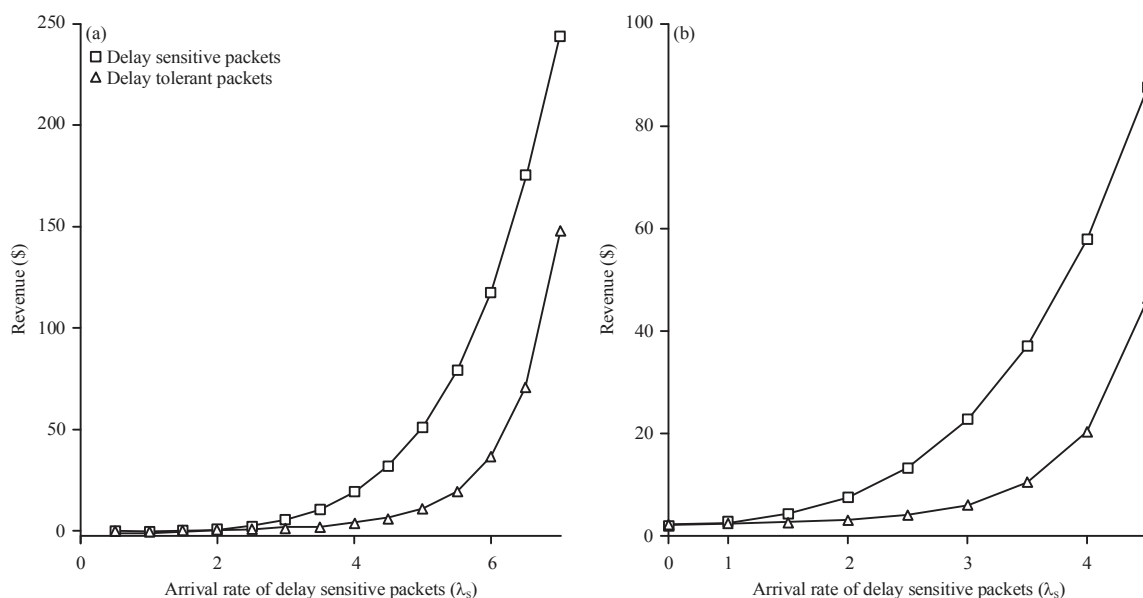 (a)
Delay sensitive packets
Delay tolerant packets
250
200
150
100
50
0
Revenue ($)
0 2 4 6
Arrival rate of delay sensitive packets (λs)
(b)
100
80
60
40
20
0
Revenue ($)
0 1 2 3 4
Arrival rate of delay sensitive packets (λs)